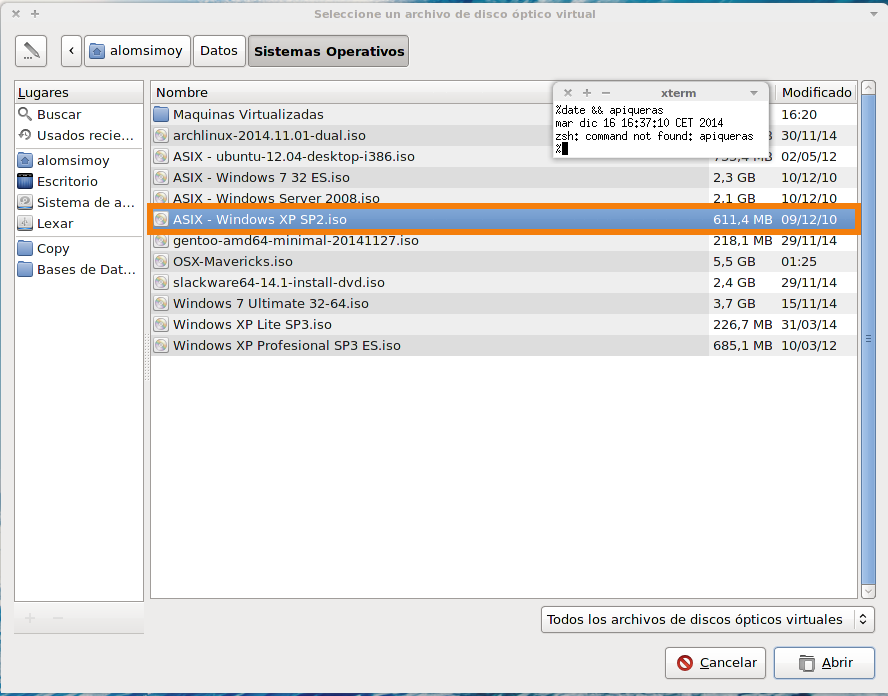 Seleccione un archivo de disco óptico virtual
alomsimoy Datos Sistemas Operativos
Lugares
Buscar
Usados recie...
alomsimoy
Escritorio
Sistema de a...
Lexar
Copy
Bases de Dat...
Nombre Modificado
Maquinas Virtualizadas 16:20
archlinux-2014.11.01-dual.iso 30/11/14
ASIX - ubuntu-12.04-desktop-i386.iso 02/05/12
ASIX - Windows 7 32 ES.iso 2,3 GB 10/12/10
ASIX - Windows Server 2008.iso 2,1 GB 10/12/10
ASIX - Windows XP SP2.iso 611,4 MB 09/12/10
gentoo-amd64-minimal-20141127.iso 218,1 MB 29/11/14
OSX-Mavericks.iso 5,5 GB 01:25
slackware64-14.1-install-dvd.iso 2,4 GB 29/11/14
Windows 7 Ultimate 32-64.iso 3,7 GB 15/11/14
Windows XP Lite SP3.iso 226,7 MB 31/03/14
Windows XP Profesional SP3 ES.iso 685,1 MB 10/03/12
xterm
%date && apiqueras
mar dic 16 16:37:10 CET 2014
zsh: command not found: apiqueras
%
Todos los archivos de discos ópticos virtuales
Cancelar Abrir